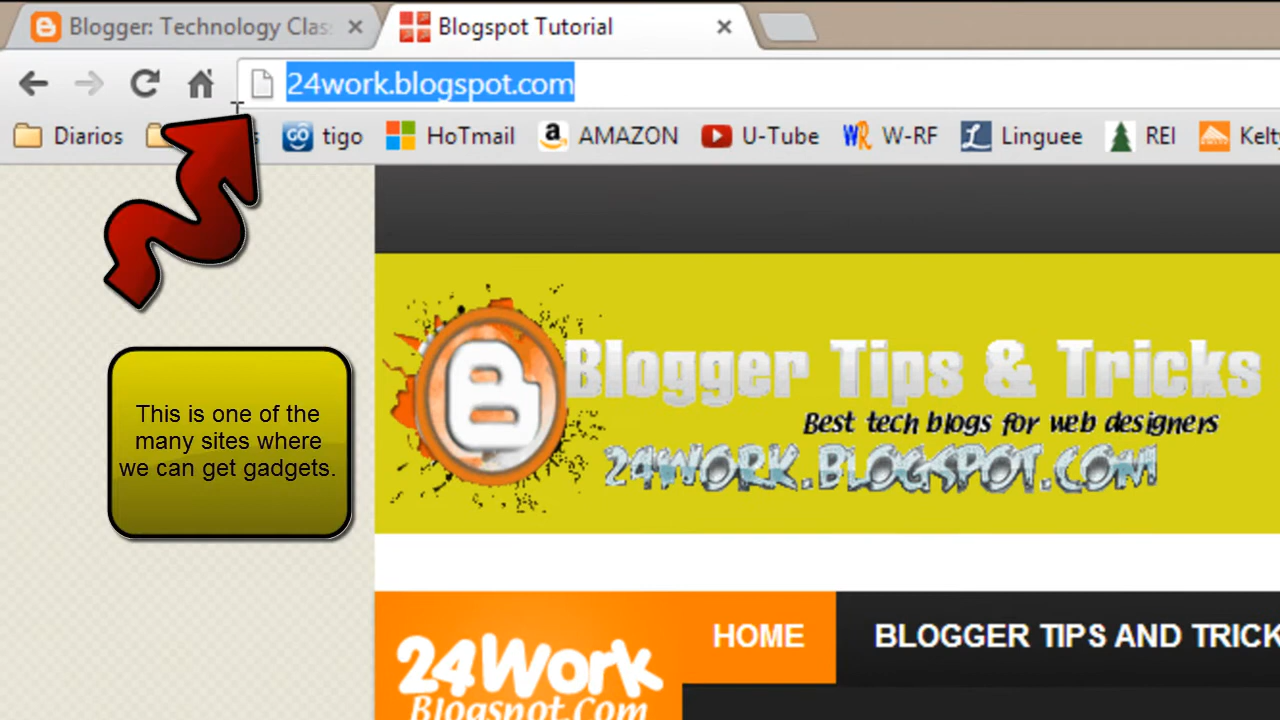 Blogger: Technology Clas
Blogspot Tutorial
24work.blogspot.com
Diarios
tigo
HoTmail
AMAZON
U-Tube
W-RF
Linguee
REI
Blogger Tips & Tricks
Best tech blogs for web designers
24WORK.BLOGSPOT.COM
This is one of the
many sites where
we can get gadgets.
HOME
BLOGGER TIPS AND TRICK
24Work
Blogspot.Com